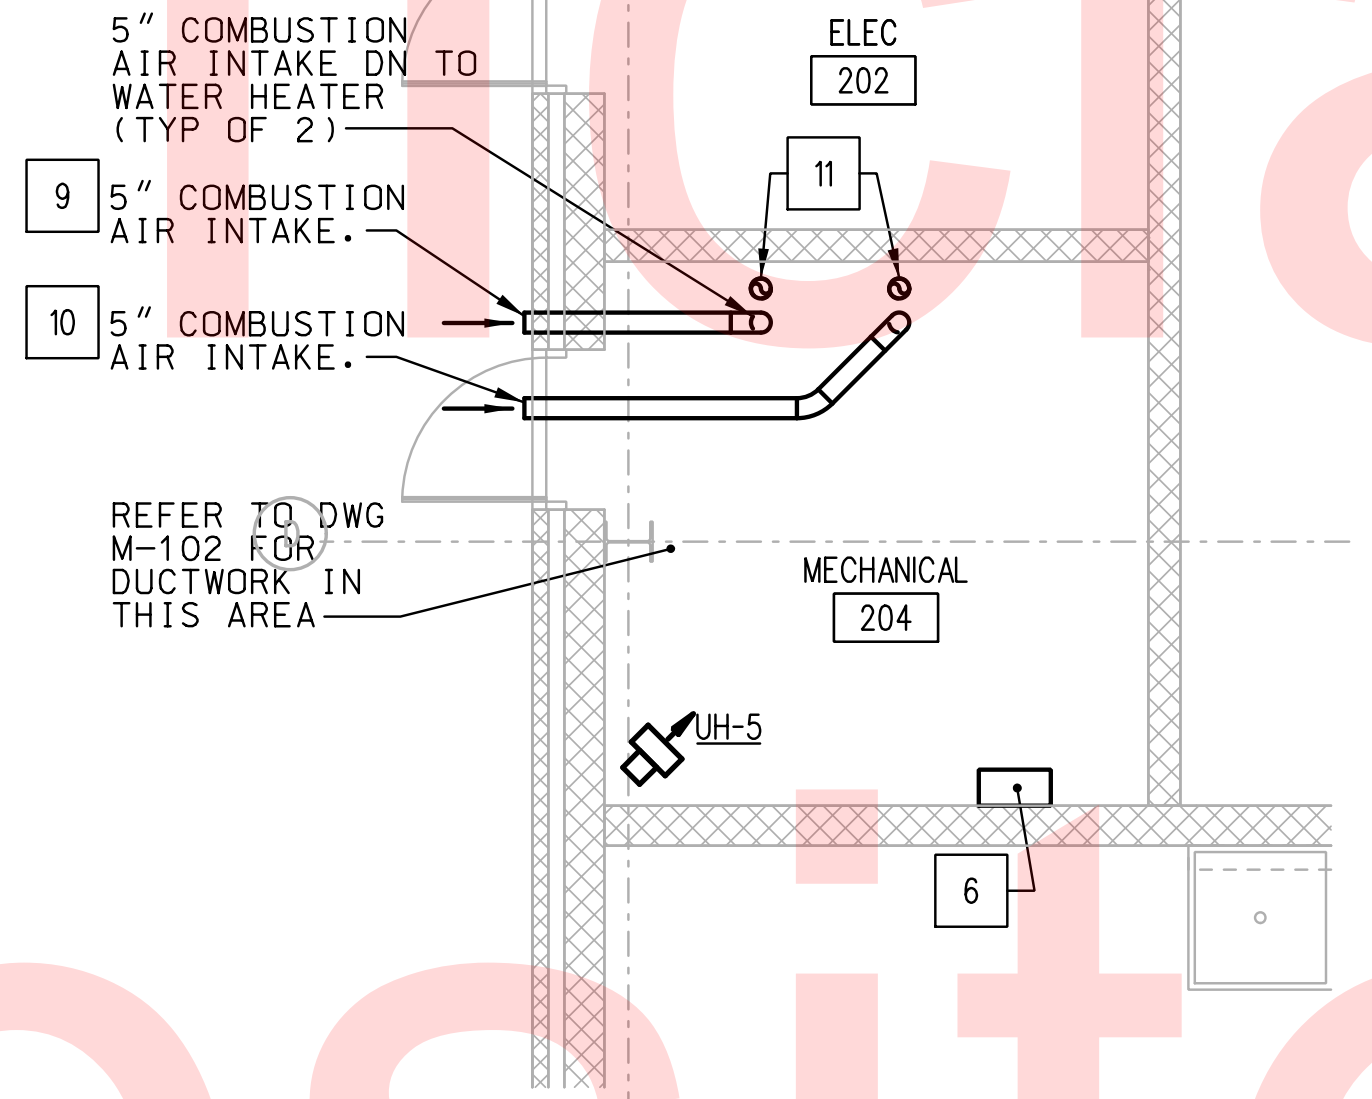 5" COMBUSTION
AIR INTAKE DN TO
WATER HEATER
(TYP OF 2)
9
5" COMBUSTION
AIR INTAKE.
10
5" COMBUSTION
AIR INTAKE.
ELEC
202
11
REFER TO DWG
M-102 FOR
DUCTWORK IN
THIS AREA
D
MECHANICAL
204
UH-5
6